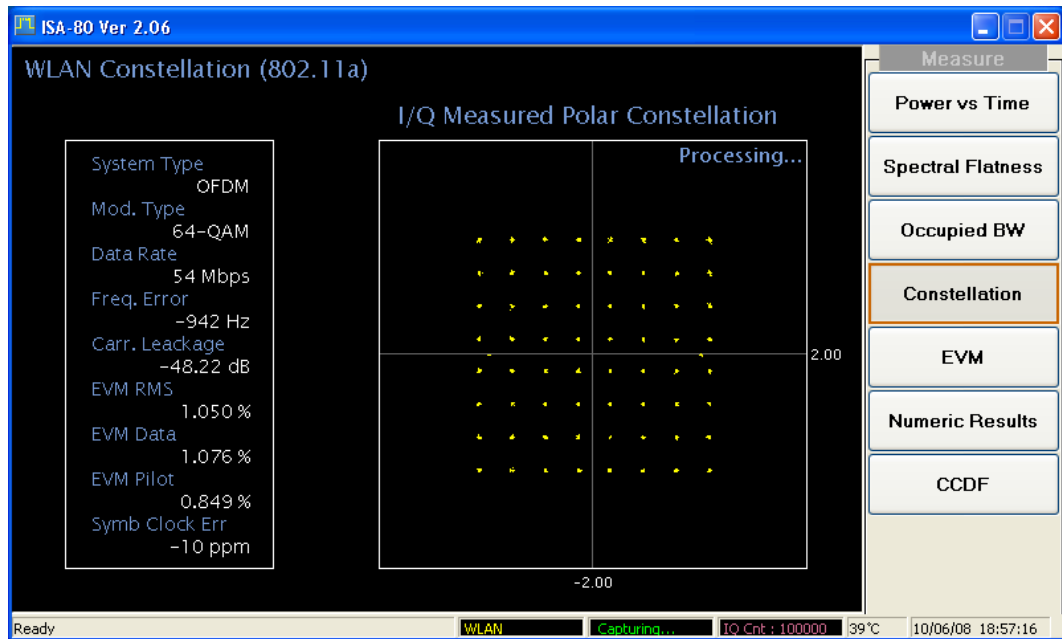 ISA-80 Ver 2.06
WLAN Constellation (802.11a)
I/Q Measured Polar Constellation
Processing...
System Type
OFDM
Mod. Type
64-QAM
Data Rate
54 Mbps
Freq. Error
-942 Hz
Carr. Leackage
-48.22 dB
EVM RMS
1.050 %
EVM Data
1.076 %
EVM Pilot
0.849 %
Symb Clock Err
-10 ppm
2.00
-2.00
Measure
Power vs Time
Spectral Flatness
Occupied BW
Constellation
EVM
Numeric Results
CCDF
Ready
WLAN
Capturing...
IQ Cnt : 100000
39℃
10/06/08 18:57:16